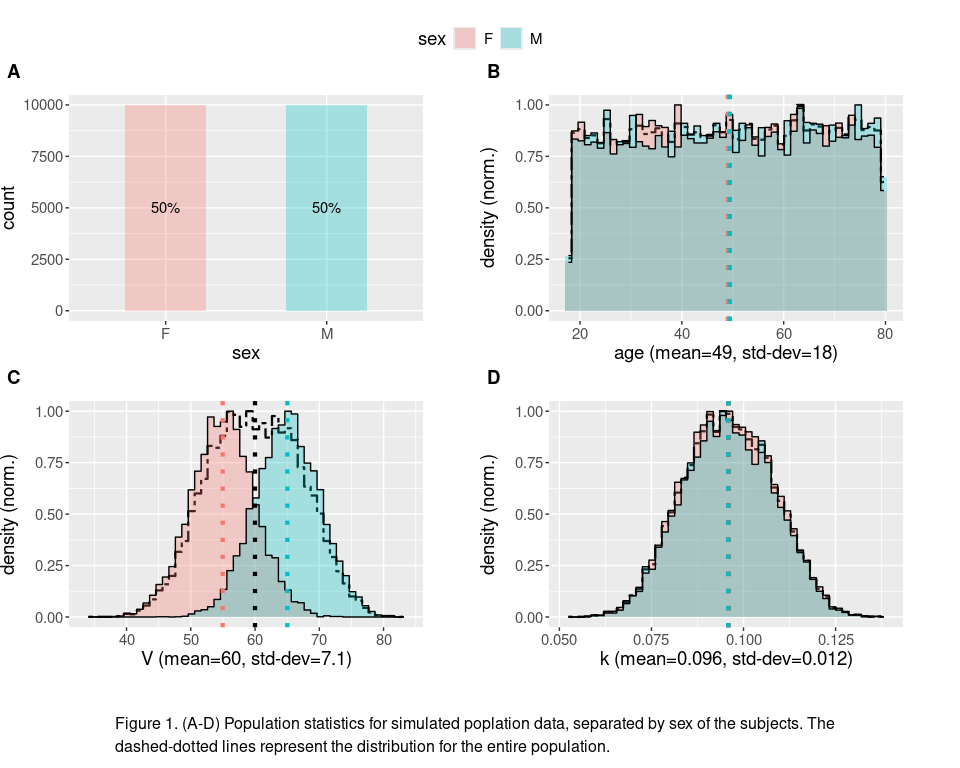 sex F M
A
10000
7500
5000
2500
0
count
50%
50%
F M
sex
B
1.00
0.75
0.50
0.25
0.00
density (norm.)
20 40 60 80
age (mean=49, std-dev=18)
C
1.00
0.75
0.50
0.25
0.00
density (norm.)
40 50 60 70 80
V (mean=60, std-dev=7.1)
D
1.00
0.75
0.50
0.25
0.00
density (norm.)
0.050 0.075 0.100 0.125
k (mean=0.096, std-dev=0.012)
Figure 1. (A-D) Population statistics for simulated poplation data, separated by sex of the subjects. The
dashed-dotted lines represent the distribution for the entire population.